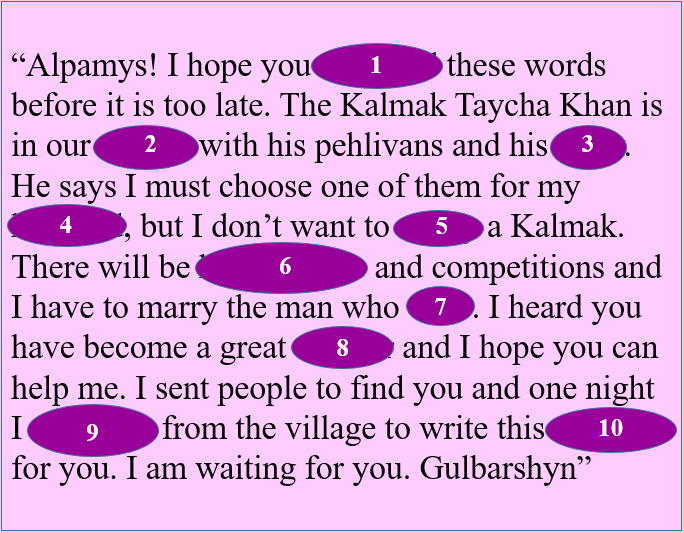 “Alpamys! I hope you 1 these words
before it is too late. The Kalmak Taycha Khan is
in our 2 with his pehlivans and his 3.
He says I must choose one of them for my
4, but I don’t want to 5 a Kalmak.
There will be 6 and competitions and
I have to marry the man who 7. I heard you
have become a great 8 and I hope you can
help me. I sent people to find you and one night
I 9 from the village to write this 10
for you. I am waiting for you. Gulbarshyn”